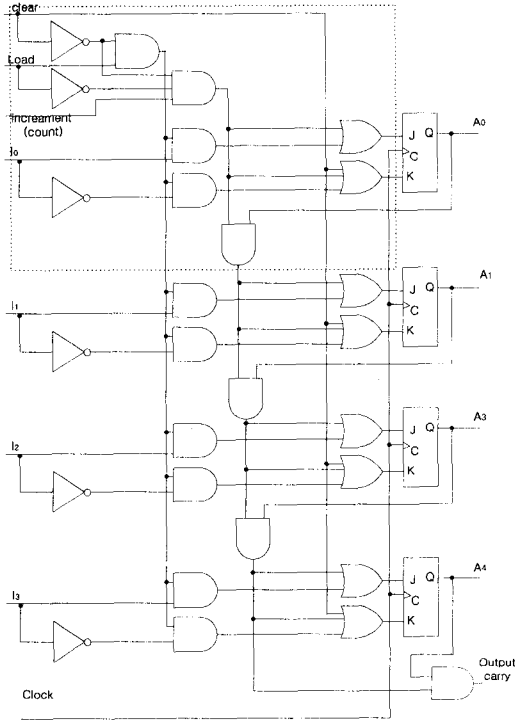 clear
Load
Increament
(count)
I0
J Q
C
K
A0
I1
J Q
C
K
A1
I2
J Q
C
K
A3
I3
J Q
C
K
A4
Output
carry
Clock